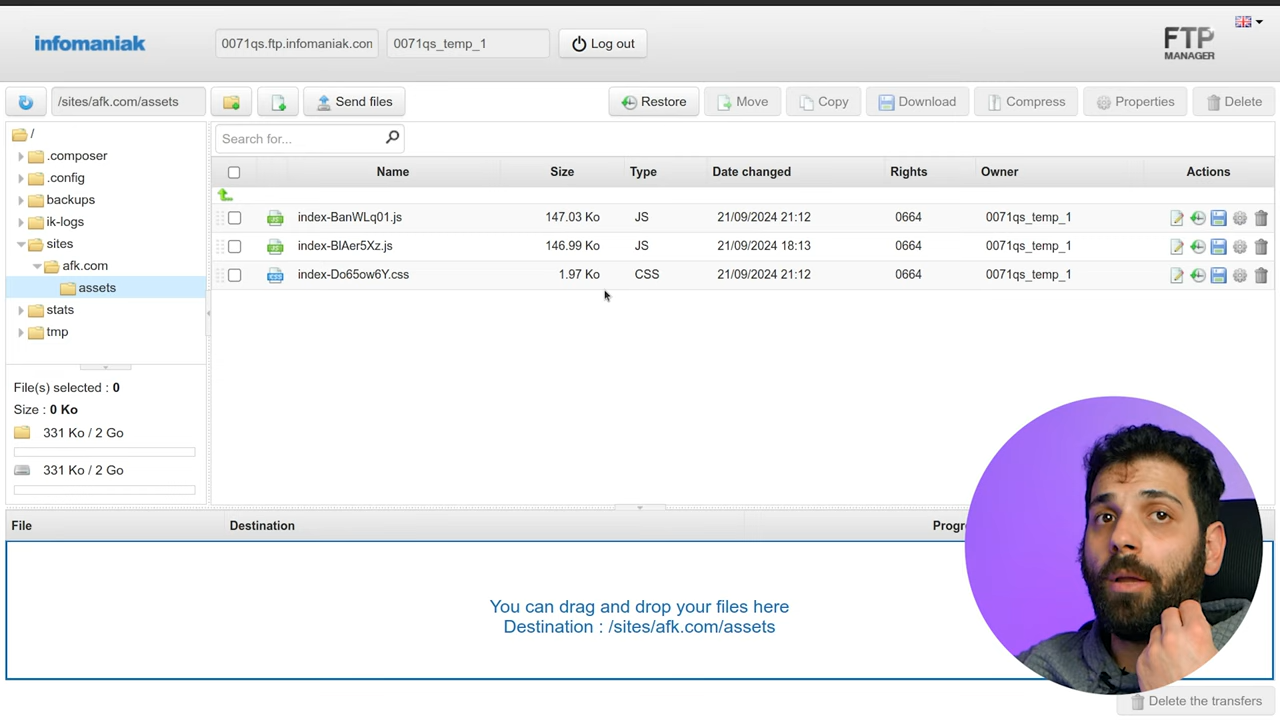 infomaniak
0071qs.ftp.infomaniak.con
0071qs_temp_1
Log out
FTP
MANAGER
/sites/afk.com/assets
Send files
Restore
Move
Copy
Download
Compress
Properties
Delete
/
.composer
.config
backups
ik-logs
sites
afk.com
assets
stats
tmp
File(s) selected : 0
Size : 0 Ko
331 Ko / 2 Go
331 Ko / 2 Go
Search for...
Name Size Type Date changed Rights Owner Actions
index-BanWLq01.js 147.03 Ko JS 21/09/2024 21:12 0664 0071qs_temp_1
index-BlAer5Xz.js 146.99 Ko JS 21/09/2024 18:13 0664 0071qs_temp_1
index-Do65ow6Y.css 1.97 Ko CSS 21/09/2024 21:12 0664 0071qs_temp_1
File Destination Progr
You can drag and drop your files here
Destination : /sites/afk.com/assets
Delete the transfers